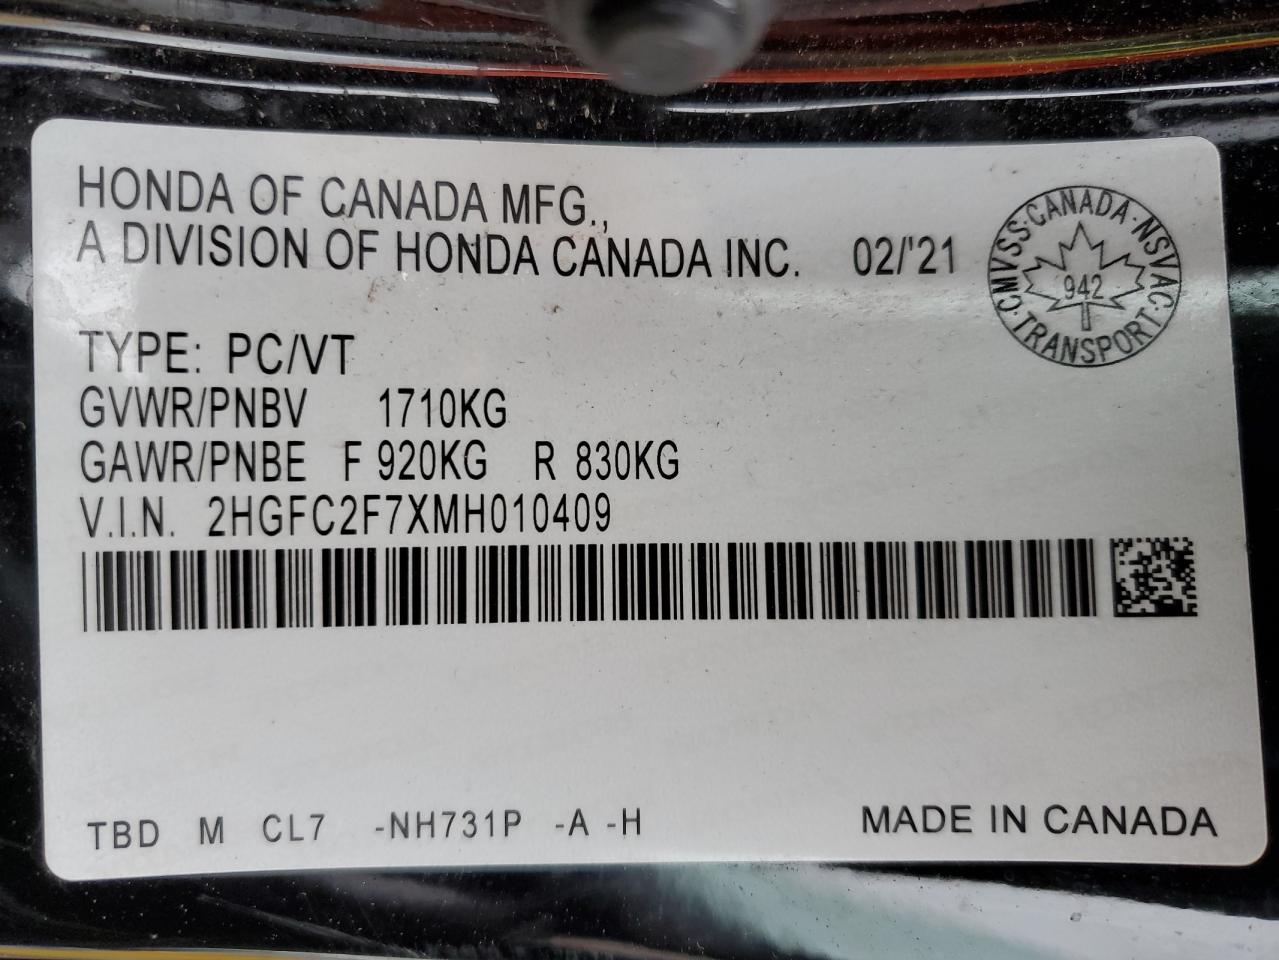 HONDA OF CANADA MFG.,
A DIVISION OF HONDA CANADA INC. 02/'21
CMVSS·CANADA·NSVAC·TRANSPORT·
942
TYPE: PC/VT
GVWR/PNBV 1710KG
GAWR/PNBE F 920KG R 830KG
V.I.N. 2HGFC2F7XMH010409
TBD M CL7 -NH731P -A -H MADE IN CANADA